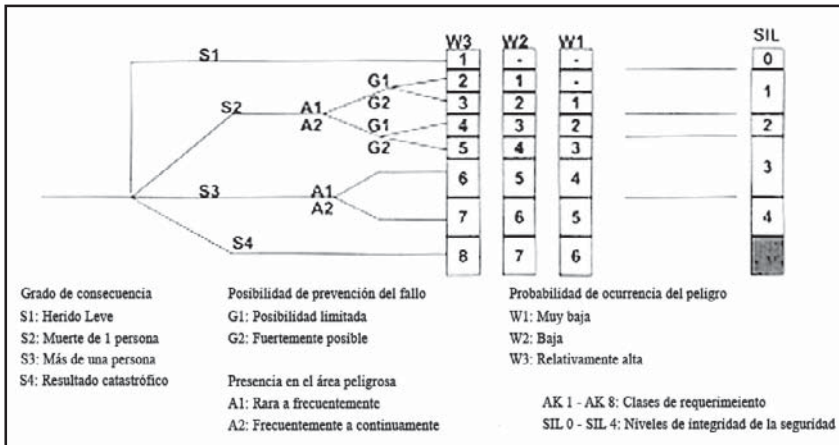 W3 W2 W1 SIL
S1 1 - - 0
G1 2 1 - 1
S2 A1 G2 3 2 1
A2 G1 4 3 2 2
G2 5 4 3 3
S3 A1 6 5 4
A2 7 6 5 4
S4 8 7 6
Grado de consecuencia
S1: Herido Leve
S2: Muerte de 1 persona
S3: Más de una persona
S4: Resultado catastrófico
Posibilidad de prevención del fallo
G1: Posibilidad limitada
G2: Fuertemente posible
Presencia en el área peligrosa
A1: Rara a frecuentemente
A2: Frecuentemente a continuamente
Probabilidad de ocurrencia del peligro
W1: Muy baja
W2: Baja
W3: Relativamente alta
AK 1 - AK 8: Clases de requerimeiento
SIL 0 - SIL 4: Niveles de integridad de la seguridad